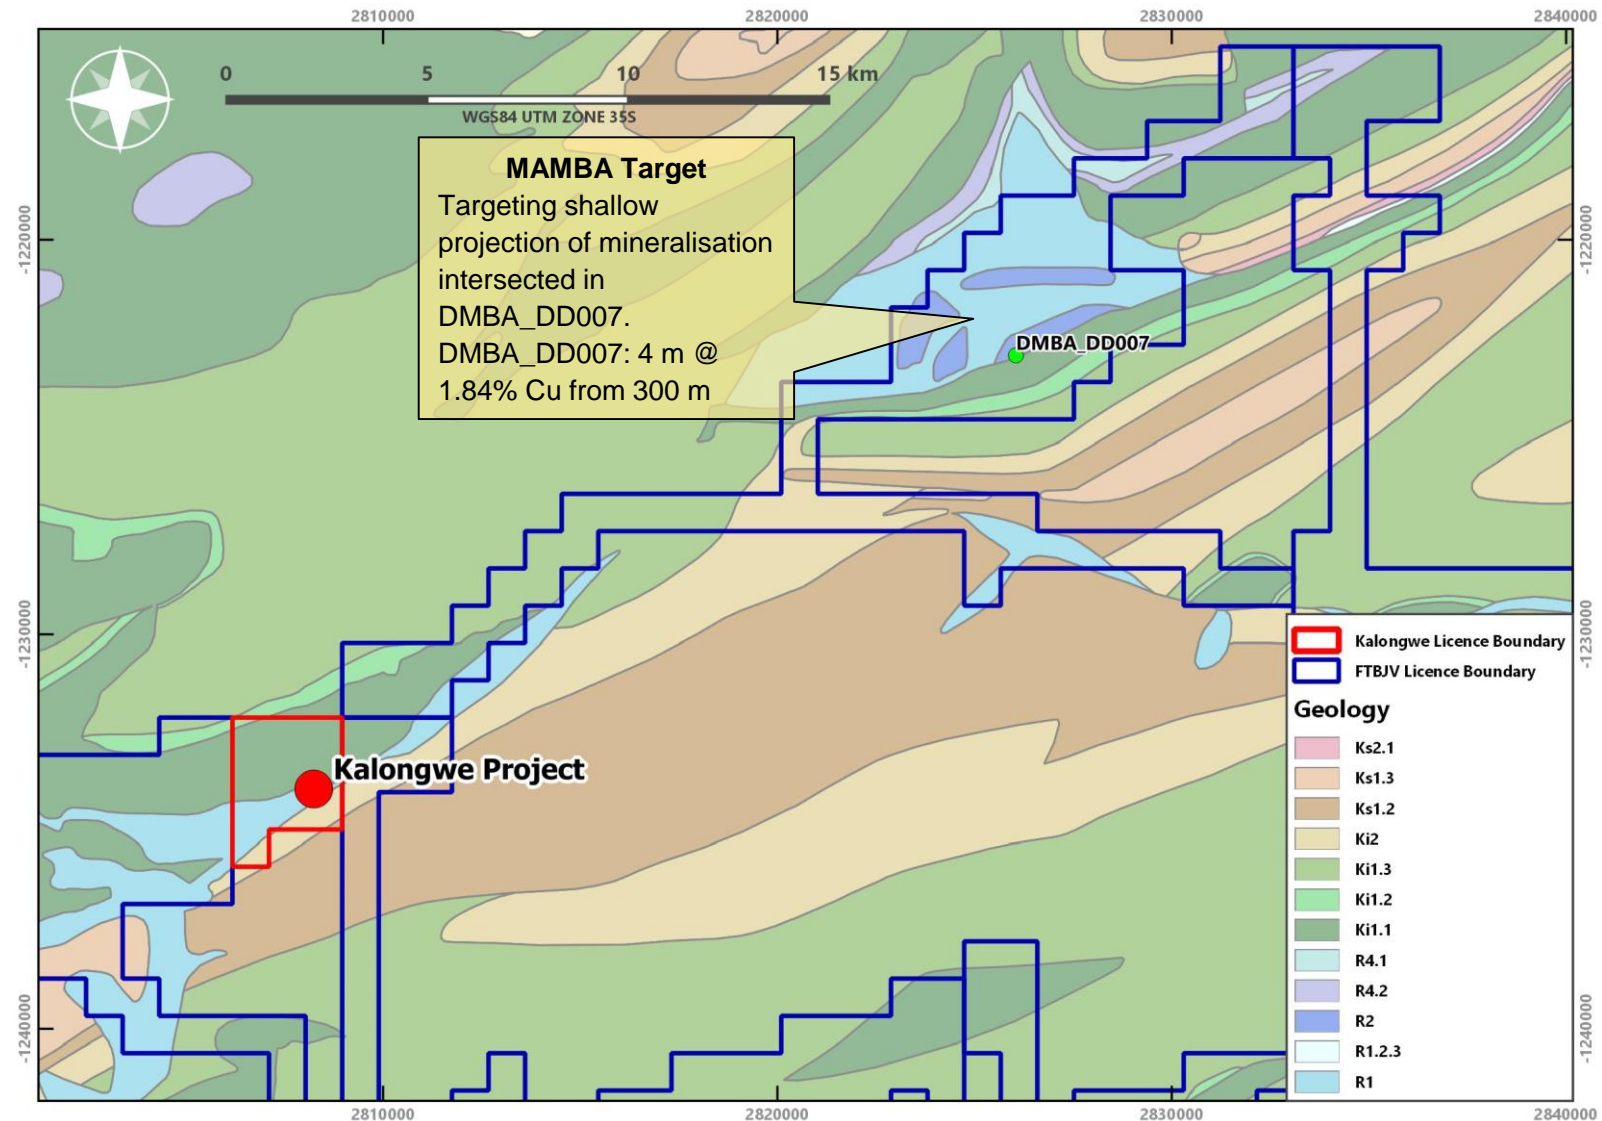 2810000 2820000 2830000 2840000
0 5 10 15 km
WGS84 UTM ZONE 35S
MAMBA Target
Targeting shallow
projection of mineralisation
intersected in
DMBA_DD007.
DMBA_DD007: 4 m @
1.84% Cu from 300 m
-1220000 -1220000
DMBA_DD007
-1230000 -1230000
Kalongwe Project
Kalongwe Licence Boundary
FTBJV Licence Boundary
Geology
Ks2.1
Ks1.3
Ks1.2
Ki2
Ki1.3
Ki1.2
Ki1.1
R4.1
R4.2
R2
R1.2.3
R1
-1240000 -1240000
2810000 2820000 2830000 2840000